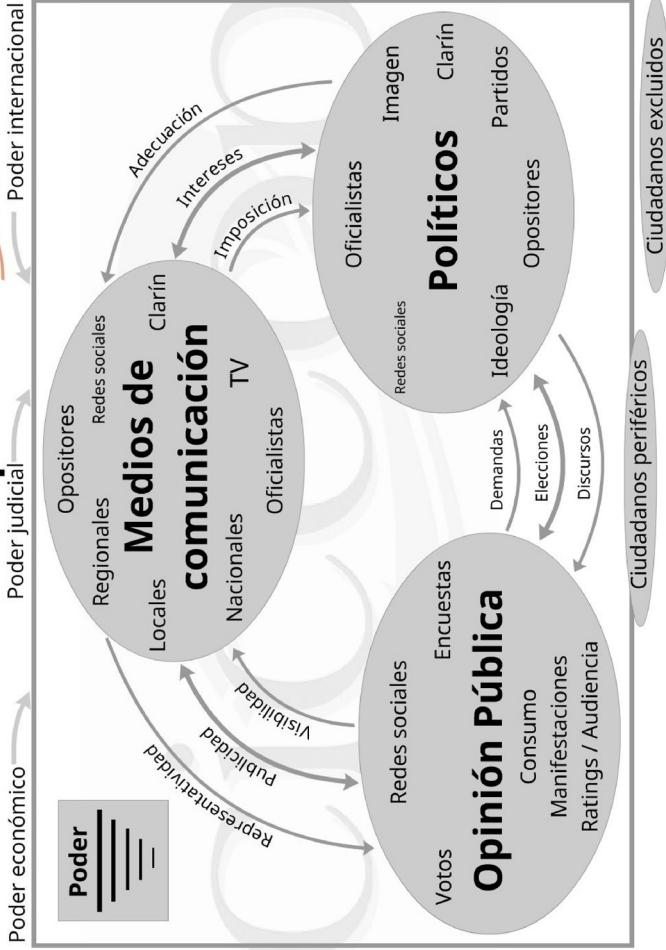 Poder económico
Poder judicial
Poder internacional
Poder
Opositores
Regionales
Redes sociales
Locales
Medios de
comunicación
Clarín
Nacionales
TV
Oficialistas
Adecuación
Intereses
Imposición
Representatividad
Publicidad
Visibilidad
Oficialistas
Imagen
Redes sociales
Políticos
Clarín
Ideología
Opositores
Partidos
Demandas
Elecciones
Discursos
Redes sociales
Votos
Encuestas
Opinión Pública
Consumo
Manifestaciones
Ratings / Audiencia
Ciudadanos periféricos
Ciudadanos excluidos